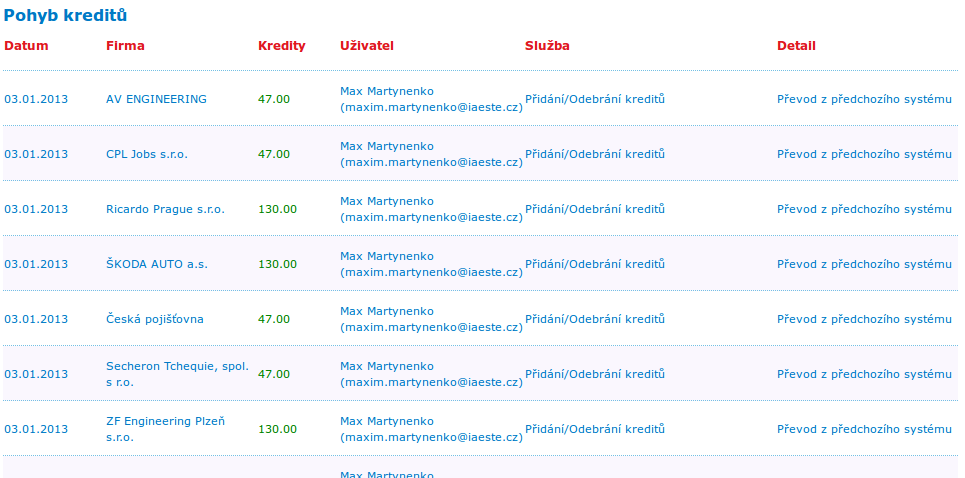 Pohyb kreditů
Datum Firma Kredity Uživatel Služba Detail
03.01.2013 AV ENGINEERING 47.00 Max Martynenko (maxim.martynenko@iaeste.cz) Přidání/Odebrání kreditů Převod z předchozího systému
03.01.2013 CPL Jobs s.r.o. 47.00 Max Martynenko (maxim.martynenko@iaeste.cz) Přidání/Odebrání kreditů Převod z předchozího systému
03.01.2013 Ricardo Prague s.r.o. 130.00 Max Martynenko (maxim.martynenko@iaeste.cz) Přidání/Odebrání kreditů Převod z předchozího systému
03.01.2013 ŠKODA AUTO a.s. 130.00 Max Martynenko (maxim.martynenko@iaeste.cz) Přidání/Odebrání kreditů Převod z předchozího systému
03.01.2013 Česká pojišťovna 47.00 Max Martynenko (maxim.martynenko@iaeste.cz) Přidání/Odebrání kreditů Převod z předchozího systému
03.01.2013 Secheron Tchequie, spol. s r.o. 47.00 Max Martynenko (maxim.martynenko@iaeste.cz) Přidání/Odebrání kreditů Převod z předchozího systému
03.01.2013 ZF Engineering Plzeň s.r.o. 130.00 Max Martynenko (maxim.martynenko@iaeste.cz) Přidání/Odebrání kreditů Převod z předchozího systému
Max Martynenko